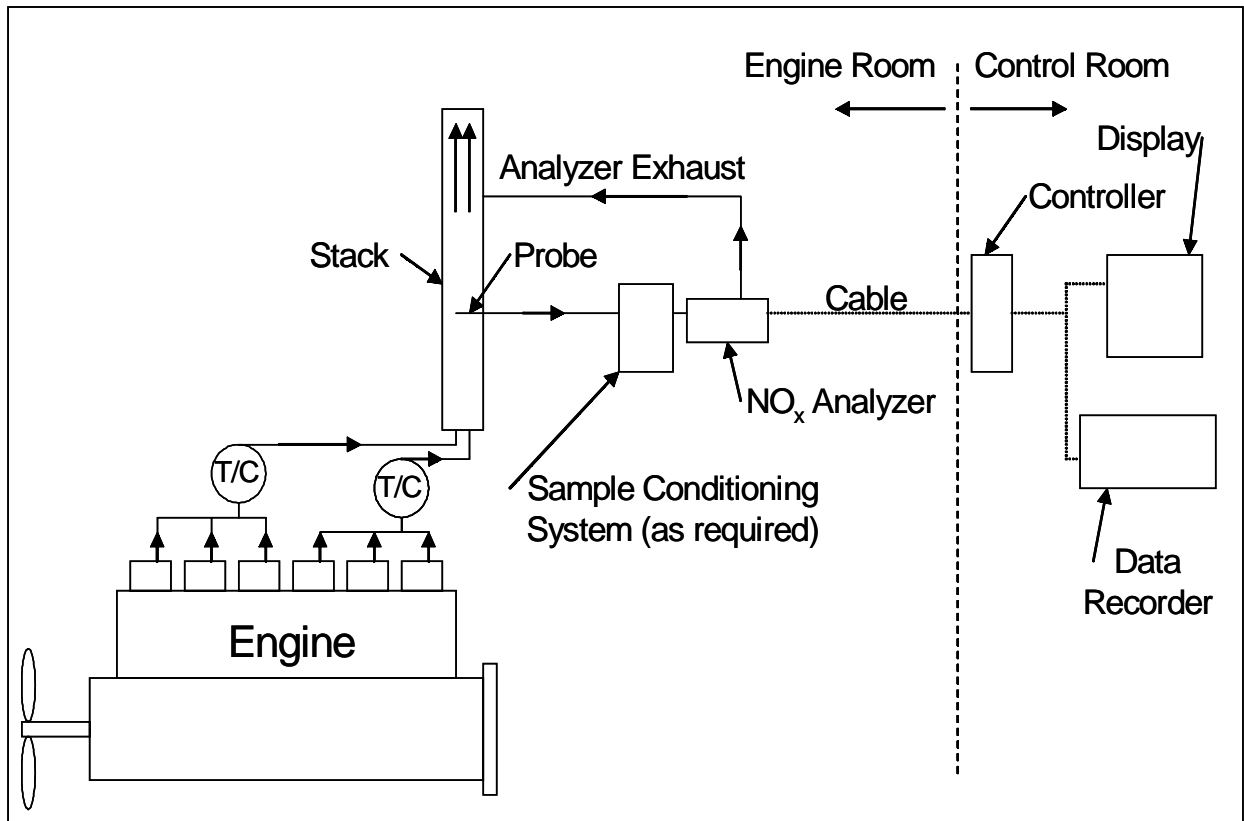 Engine Room
Control Room
Display
Analyzer Exhaust
Controller
Stack
Probe
Cable
NOx Analyzer
T/C
T/C
Sample Conditioning
System (as required)
Data
Recorder
Engine